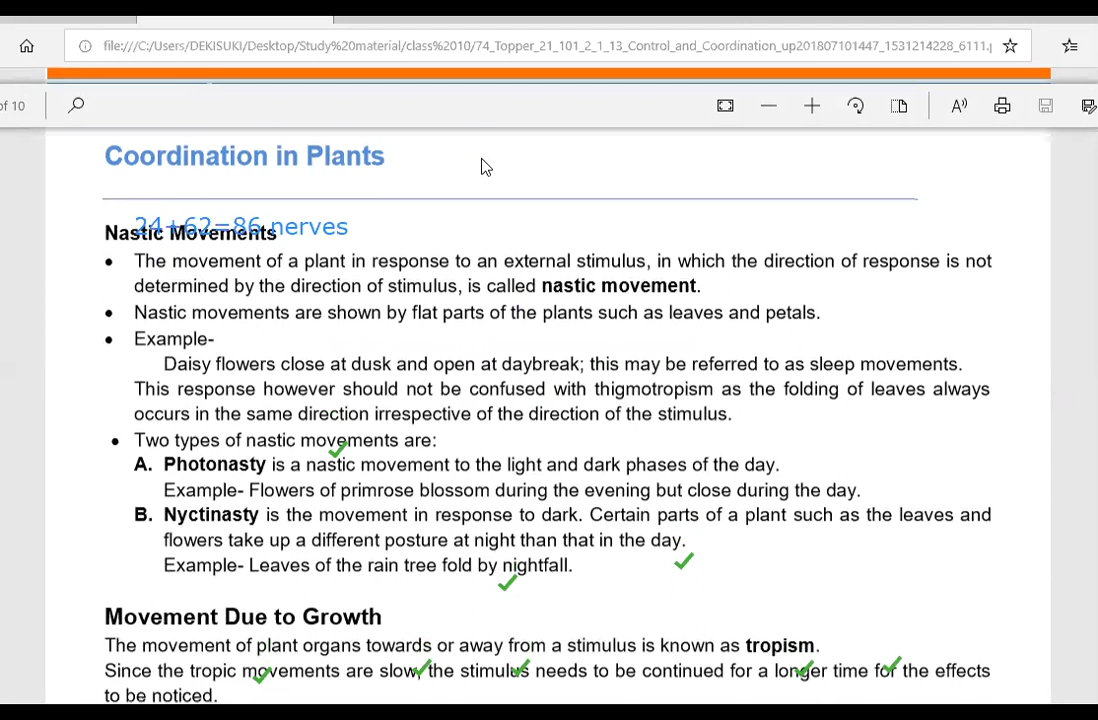 file:///C:/Users/DEKISUKI/Desktop/Study%20material/class%2010/74_Topper_21_101_2_1_13_Control_and_Coordination_up201807101447_1531214228_6111.p
of 10
Coordination in Plants
24+62=86 nerves
Nastic Movements
• The movement of a plant in response to an external stimulus, in which the direction of response is not
determined by the direction of stimulus, is called nastic movement.
• Nastic movements are shown by flat parts of the plants such as leaves and petals.
• Example-
Daisy flowers close at dusk and open at daybreak; this may be referred to as sleep movements.
This response however should not be confused with thigmotropism as the folding of leaves always
occurs in the same direction irrespective of the direction of the stimulus.
• Two types of nastic movements are:
A. Photonasty is a nastic movement to the light and dark phases of the day.
Example- Flowers of primrose blossom during the evening but close during the day.
B. Nyctinasty is the movement in response to dark. Certain parts of a plant such as the leaves and
flowers take up a different posture at night than that in the day.
Example- Leaves of the rain tree fold by nightfall.
Movement Due to Growth
The movement of plant organs towards or away from a stimulus is known as tropism.
Since the tropic movements are slow, the stimulus needs to be continued for a longer time for the effects
to be noticed.